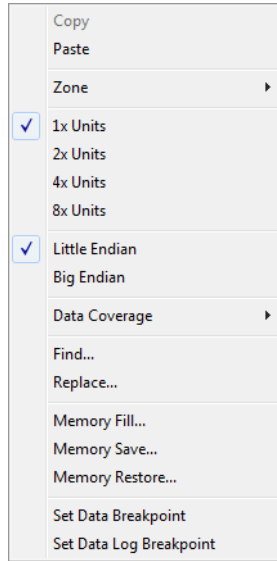 Copy
Paste
Zone
1x Units
2x Units
4x Units
8x Units
Little Endian
Big Endian
Data Coverage
Find...
Replace...
Memory Fill...
Memory Save...
Memory Restore...
Set Data Breakpoint
Set Data Log Breakpoint